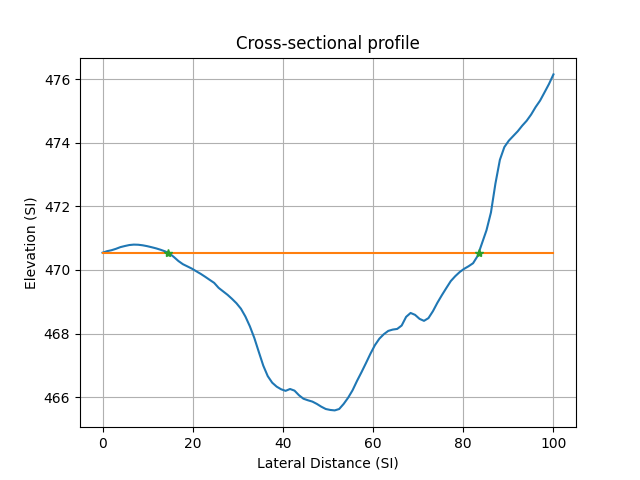 Cross-sectional profile
476
474
472
470
468
466
Elevation (SI)
0 20 40 60 80 100
Lateral Distance (SI)